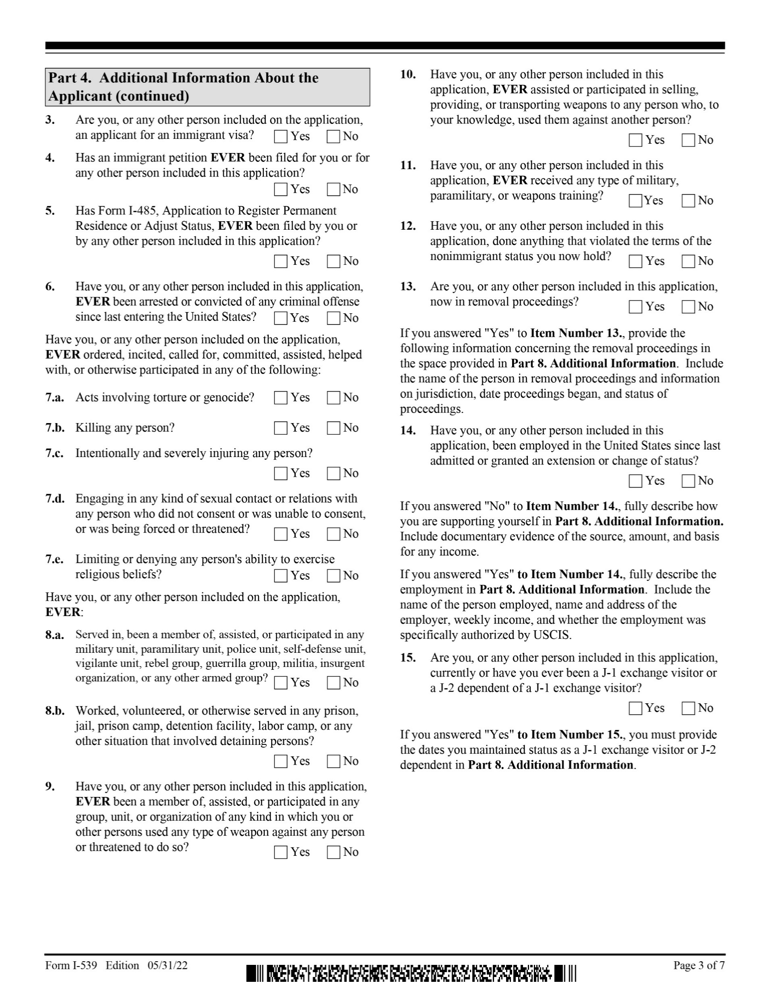 Part 4. Additional Information About the
Applicant (continued)
3. Are you, or any other person included on the application,
an applicant for an immigrant visa? Yes No
4. Has an immigrant petition EVER been filed for you or for
any other person included in this application?
Yes No
5. Has Form I-485, Application to Register Permanent
Residence or Adjust Status, EVER been filed by you or
by any other person included in this application?
Yes No
6. Have you, or any other person included in this application,
EVER been arrested or convicted of any criminal offense
since last entering the United States? Yes No
Have you, or any other person included on the application,
EVER ordered, incited, called for, committed, assisted, helped
with, or otherwise participated in any of the following:
7.a. Acts involving torture or genocide? Yes No
7.b. Killing any person? Yes No
7.c. Intentionally and severely injuring any person?
Yes No
7.d. Engaging in any kind of sexual contact or relations with
any person who did not consent or was unable to consent,
or was being forced or threatened? Yes No
7.e. Limiting or denying any person's ability to exercise
religious beliefs? Yes No
Have you, or any other person included on the application,
EVER:
8.a. Served in, been a member of, assisted, or participated in any
military unit, paramilitary unit, police unit, self-defense unit,
vigilante unit, rebel group, guerrilla group, militia, insurgent
organization, or any other armed group? Yes No
8.b. Worked, volunteered, or otherwise served in any prison,
jail, prison camp, detention facility, labor camp, or any
other situation that involved detaining persons?
Yes No
9. Have you, or any other person included in this application,
EVER been a member of, assisted, or participated in any
group, unit, or organization of any kind in which you or
other persons used any type of weapon against any person
or threatened to do so? Yes No
10. Have you, or any other person included in this
application, EVER assisted or participated in selling,
providing, or transporting weapons to any person who, to
your knowledge, used them against another person?
Yes No
11. Have you, or any other person included in this
application, EVER received any type of military,
paramilitary, or weapons training? Yes No
12. Have you, or any other person included in this
application, done anything that violated the terms of the
nonimmigrant status you now hold? Yes No
13. Are you, or any other person included in this application,
now in removal proceedings? Yes No
If you answered "Yes" to Item Number 13., provide the
following information concerning the removal proceedings in
the space provided in Part 8. Additional Information. Include
the name of the person in removal proceedings and information
on jurisdiction, date proceedings began, and status of
proceedings.
14. Have you, or any other person included in this
application, been employed in the United States since last
admitted or granted an extension or change of status?
Yes No
If you answered "No" to Item Number 14., fully describe how
you are supporting yourself in Part 8. Additional Information.
Include documentary evidence of the source, amount, and basis
for any income.
If you answered "Yes" to Item Number 14., fully describe the
employment in Part 8. Additional Information. Include the
name of the person employed, name and address of the
employer, weekly income, and whether the employment was
specifically authorized by USCIS.
15. Are you, or any other person included in this application,
currently or have you ever been a J-1 exchange visitor or
a J-2 dependent of a J-1 exchange visitor?
Yes No
If you answered "Yes" to Item Number 15., you must provide
the dates you maintained status as a J-1 exchange visitor or J-2
dependent in Part 8. Additional Information.
Form I-539 Edition 05/31/22
Page 3 of 7